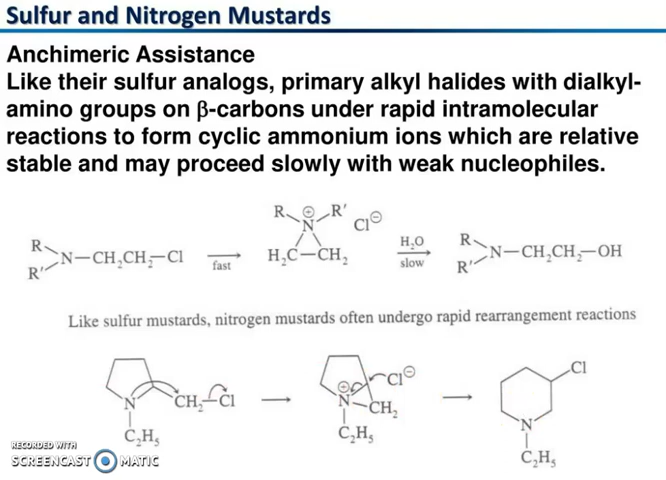 Sulfur and Nitrogen Mustards
Anchimeric Assistance
Like their sulfur analogs, primary alkyl halides with dialkyl-
amino groups on β-carbons under rapid intramolecular
reactions to form cyclic ammonium ions which are relative
stable and may proceed slowly with weak nucleophiles.
R R' N—CH₂CH₂—Cl
fast
R ⊕ R' N Cl⊖
H₂C—CH₂
H₂O
slow
R R' N—CH₂CH₂—OH
Like sulfur mustards, nitrogen mustards often undergo rapid rearrangement reactions
N CH₂—Cl
C₂H₅
⊕ Cl⊖
N—CH₂
C₂H₅
Cl
N
C₂H₅
RECORDED WITH
SCREENCAST MATIC